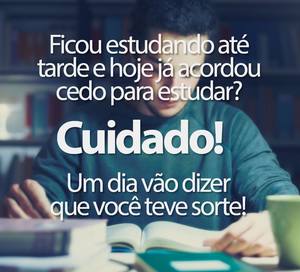 Ficou estudando até
tarde e hoje já acordou
cedo para estudar?
Cuidado!
Um dia vão dizer
que você teve sorte!